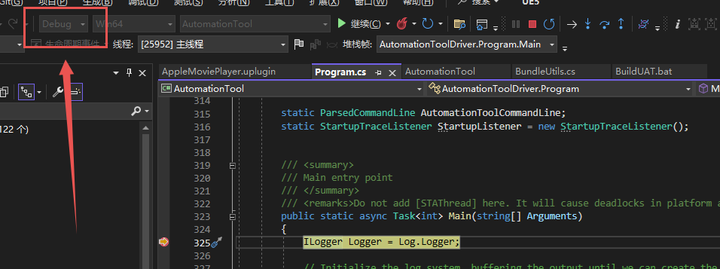 Git(G) 项目(P) 生成(B) 调试(D) 测试(S) 工具(T) 扩展(X) 窗口(W) UE5
Debug Win64 AutomationTool 继续(C)
生命周期事件 线程: [25952] 主线程 堆栈帧: AutomationToolDriver.Program.Main
AppleMoviePlayer.uplugin Program.cs AutomationTool BundleUtils.cs BuildUAT.bat
AutomationTool AutomationToolDriver.Program
122 个)
314
315 static ParsedCommandLine AutomationToolCommandLine;
316 static StartupTraceListener StartupListener = new StartupTraceListener();
317
318
319 /// <summary>
320 /// Main entry point
321 /// </summary>
322 /// <remarks>Do not add [STAThread] here. It will cause deadlocks in platform a
323 public static async Task<int> Main(string[] Arguments)
324 {
325 ILogger Logger = Log.Logger;
326
327 // Initialize the log system, buffering the output until we can create the